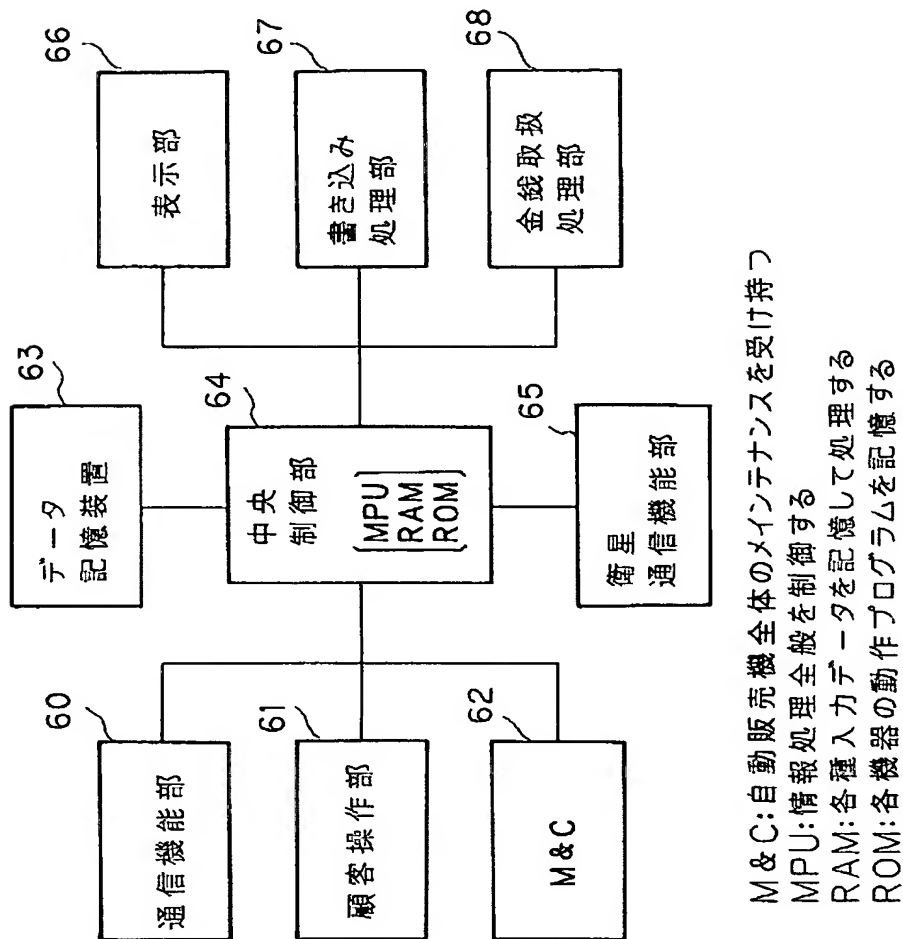 60
通信機能部
61
顧客操作部
62
M&C
63
データ
記憶装置
64
中央
制御部
MPU
RAM
ROM
65
衛星
通信機能部
66
表示部
67
書き込み
処理部
68
金銭取扱
処理部
M&C:自動販売機全体のメインテナンスを受け持つ
MPU:情報処理全般を制御する
RAM:各種入力データを記憶して処理する
ROM:各機器の動作プログラムを記憶する